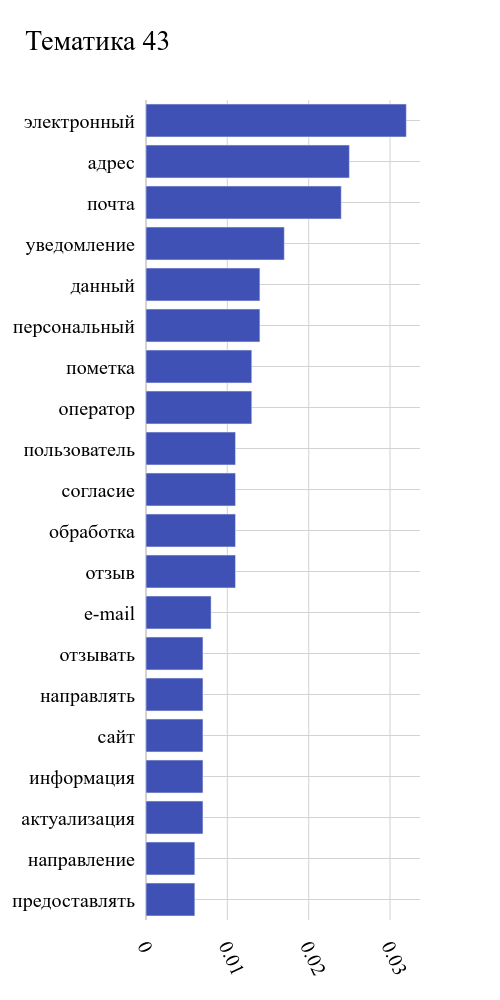 Тематика 43
электронный
адрес
почта
уведомление
данный
персональный
пометка
оператор
пользователь
согласие
обработка
отзыв
e-mail
отзывать
направлять
сайт
информация
актуализация
направление
предоставлять
0
0.01
0.02
0.03